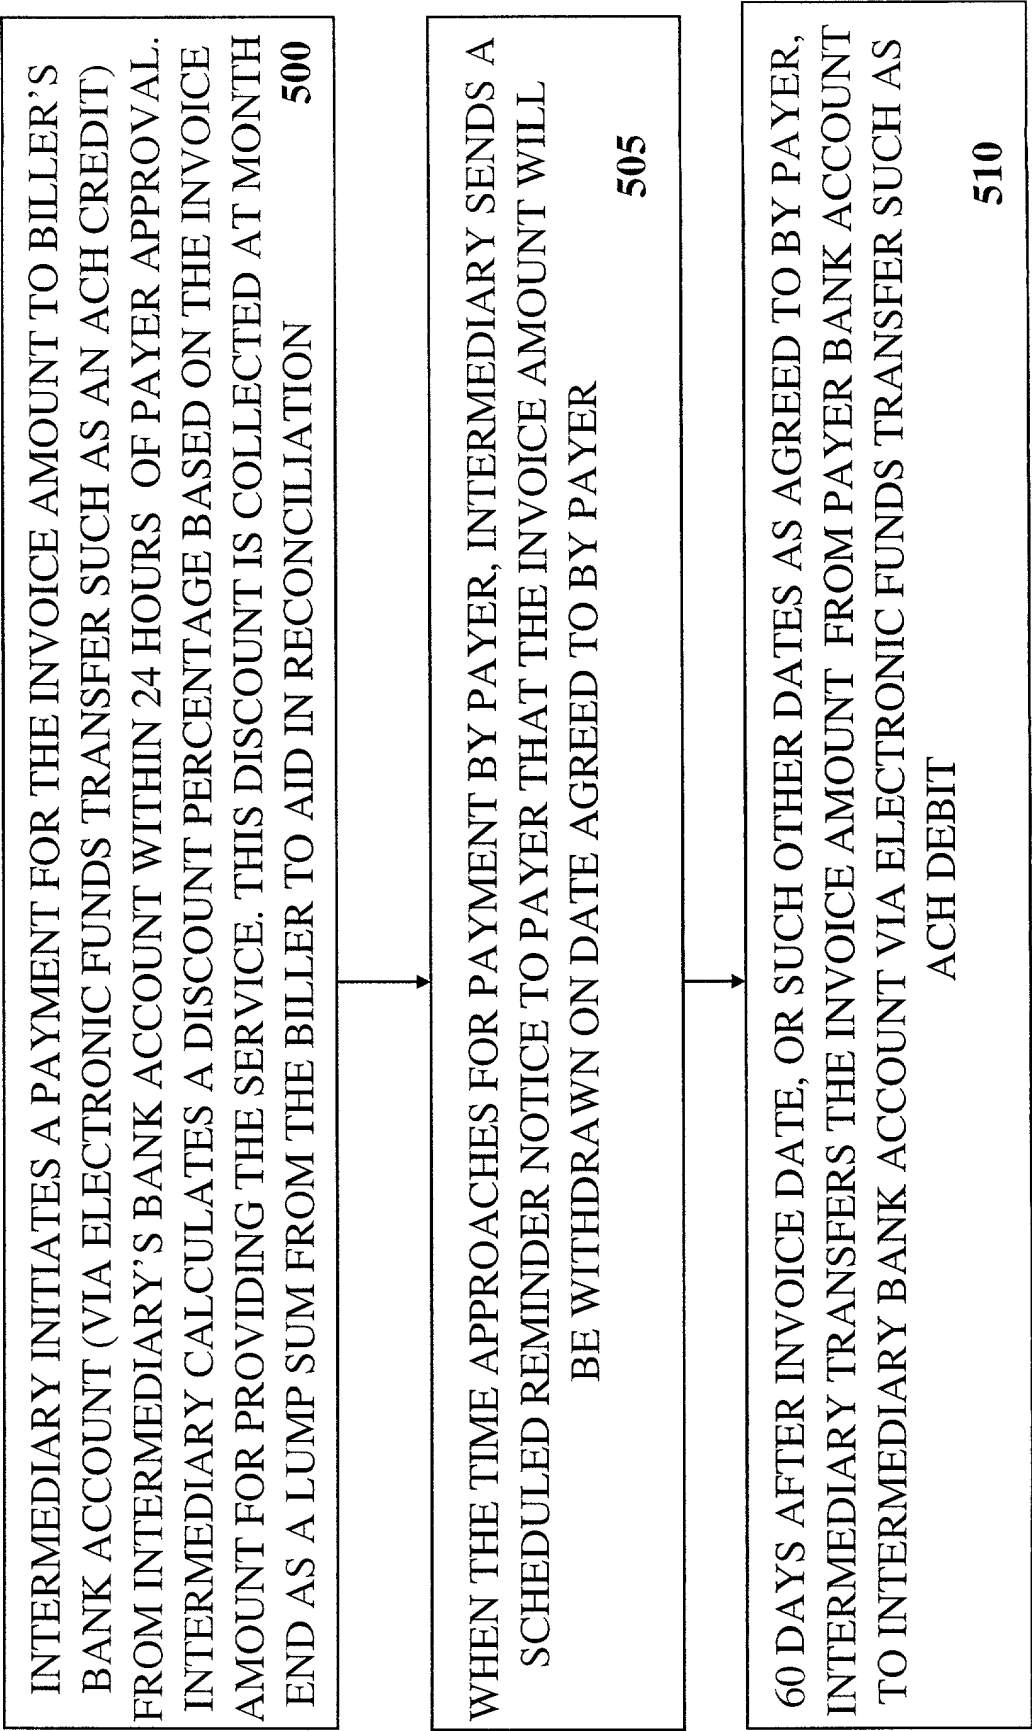 INTERMEDIARY INITIATES A PAYMENT FOR THE INVOICE AMOUNT TO BILLER'S
BANK ACCOUNT (VIA ELECTRONIC FUNDS TRANSFER SUCH AS AN ACH CREDIT)
FROM INTERMEDIARY'S BANK ACCOUNT WITHIN 24 HOURS OF PAYER APPROVAL.
INTERMEDIARY CALCULATES A DISCOUNT PERCENTAGE BASED ON THE INVOICE
AMOUNT FOR PROVIDING THE SERVICE. THIS DISCOUNT IS COLLECTED AT MONTH
END AS A LUMP SUM FROM THE BILLER TO AID IN RECONCILIATION
500
WHEN THE TIME APPROACHES FOR PAYMENT BY PAYER, INTERMEDIARY SENDS A
SCHEDULED REMINDER NOTICE TO PAYER THAT THE INVOICE AMOUNT WILL
BE WITHDRAWN ON DATE AGREED TO BY PAYER
505
60 DAYS AFTER INVOICE DATE, OR SUCH OTHER DATES AS AGREED TO BY PAYER,
INTERMEDIARY TRANSFERS THE INVOICE AMOUNT FROM PAYER BANK ACCOUNT
TO INTERMEDIARY BANK ACCOUNT VIA ELECTRONIC FUNDS TRANSFER SUCH AS
ACH DEBIT
510